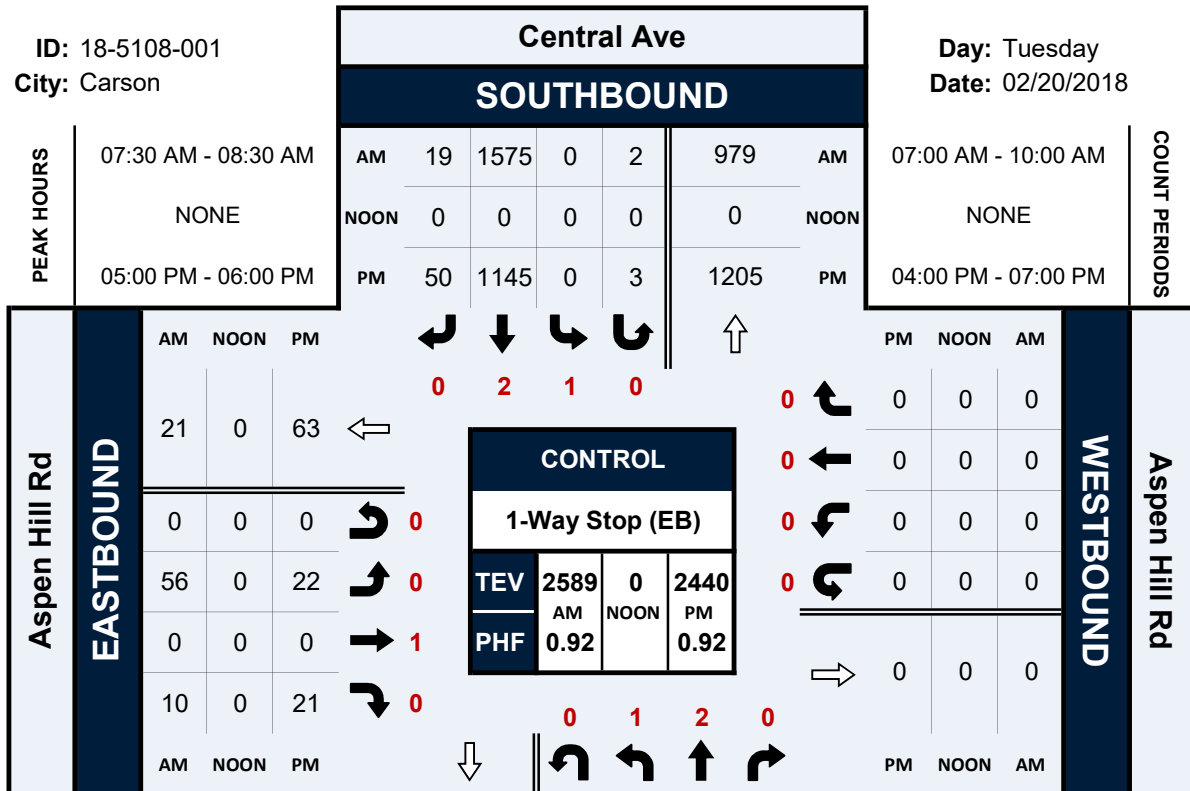 ID: 18-5108-001
City: Carson
Central Ave
Day: Tuesday
Date: 02/20/2018
SOUTHBOUND
PEAK HOURS
07:30 AM - 08:30 AM
NONE
05:00 PM - 06:00 PM
AM 19 1575 0 2 979 AM
NOON 0 0 0 0 0 NOON
PM 50 1145 0 3 1205 PM
07:00 AM - 10:00 AM
NONE
04:00 PM - 07:00 PM
COUNT PERIODS
0 2 1 0
Aspen Hill Rd
EASTBOUND
AM NOON PM
21 0 63
0 0 0 0
56 0 22 0
0 0 0 1
10 0 21 0
AM NOON PM
CONTROL
1-Way Stop (EB)
TEV 2589 0 2440
AM NOON PM
PHF 0.92 0.92
PM NOON AM
0 0 0 0
0 0 0 0
0 0 0 0
0 0 0 0
0 0 0
PM NOON AM
WESTBOUND
Aspen Hill Rd
0 1 2 0